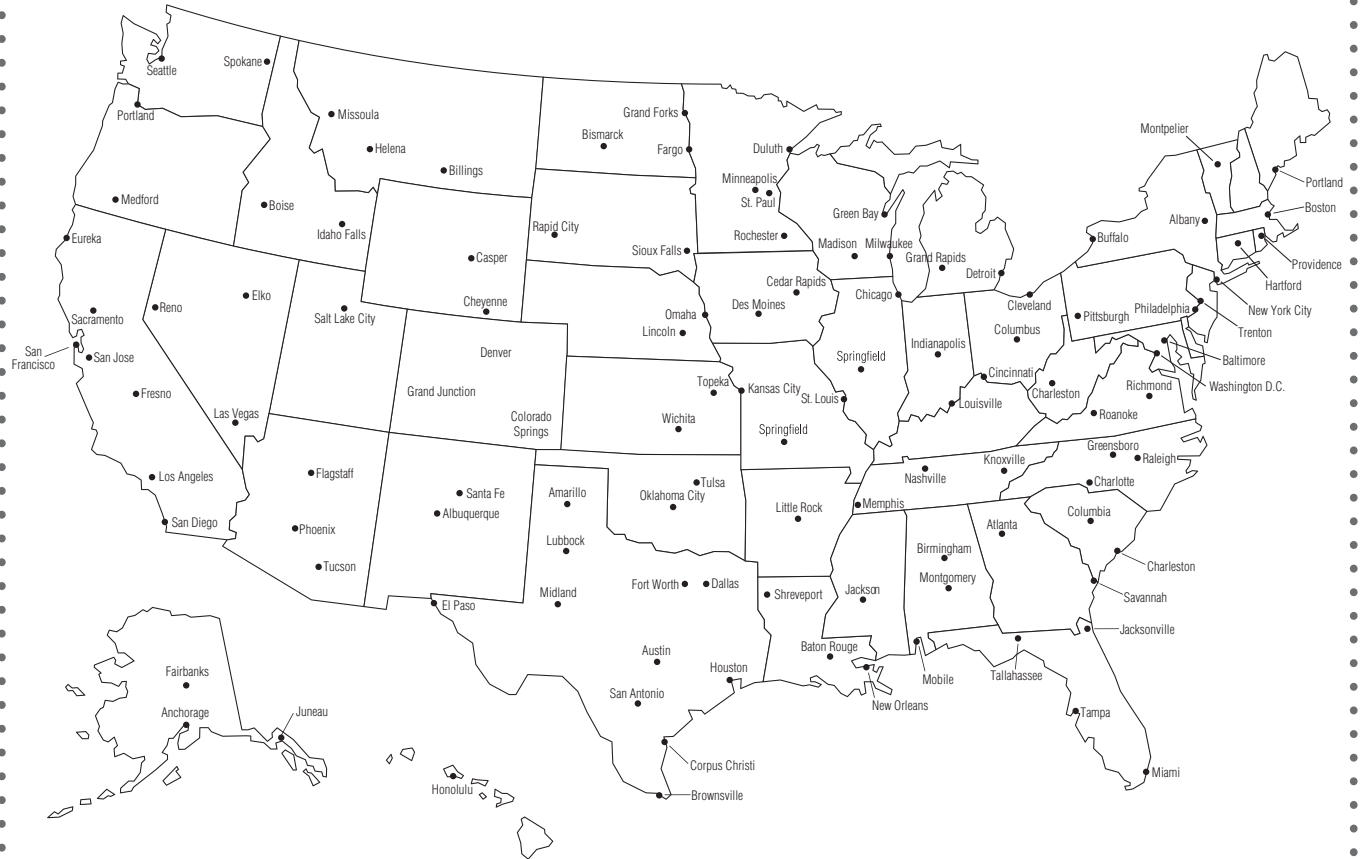 Seattle
Spokane
Portland
Missoula
Helena
Billings
Medford
Boise
Idaho Falls
Eureka
Casper
Cheyenne
Elko
Reno
Sacramento
Salt Lake City
San
Francisco
San Jose
Fresno
Las Vegas
Denver
Grand Junction
Colorado
Springs
Los Angeles
San Diego
Flagstaff
Phoenix
Tucson
Santa Fe
Albuquerque
El Paso
Grand Forks
Bismarck
Fargo
Duluth
Minneapolis
St. Paul
Rochester
Rapid City
Sioux Falls
Green Bay
Madison
Milwaukee
Grand Rapids
Detroit
Cedar Rapids
Des Moines
Chicago
Omaha
Lincoln
Cleveland
Columbus
Indianapolis
Springfield
Cincinnati
Topeka
Kansas City
St. Louis
Louisville
Wichita
Springfield
Charleston
Montpelier
Portland
Boston
Albany
Buffalo
Providence
Hartford
New York City
Philadelphia
Pittsburgh
Trenton
Baltimore
Washington D.C.
Richmond
Roanoke
Greensboro
Raleigh
Knoxville
Nashville
Charlotte
Memphis
Tulsa
Oklahoma City
Amarillo
Little Rock
Lubbock
Atlanta
Columbia
Birmingham
Montgomery
Charleston
Savannah
Fort Worth
Dallas
Midland
Shreveport
Jackson
Jacksonville
Baton Rouge
Austin
Houston
San Antonio
New Orleans
Mobile
Tallahassee
Tampa
Miami
Corpus Christi
Brownsville
Fairbanks
Anchorage
Juneau
Honolulu